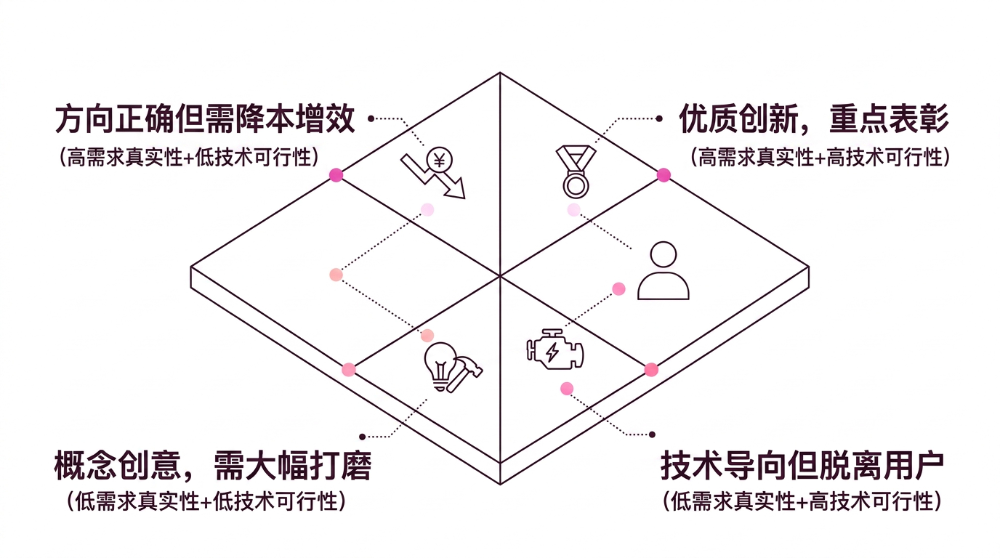 方向正确但需降本增效
（高需求真实性+低技术可行性）
优质创新，重点表彰
（高需求真实性+高技术可行性）
¥
概念创意，需大幅打磨
（低需求真实性+低技术可行性）
技术导向但脱离用户
（低需求真实性+高技术可行性）